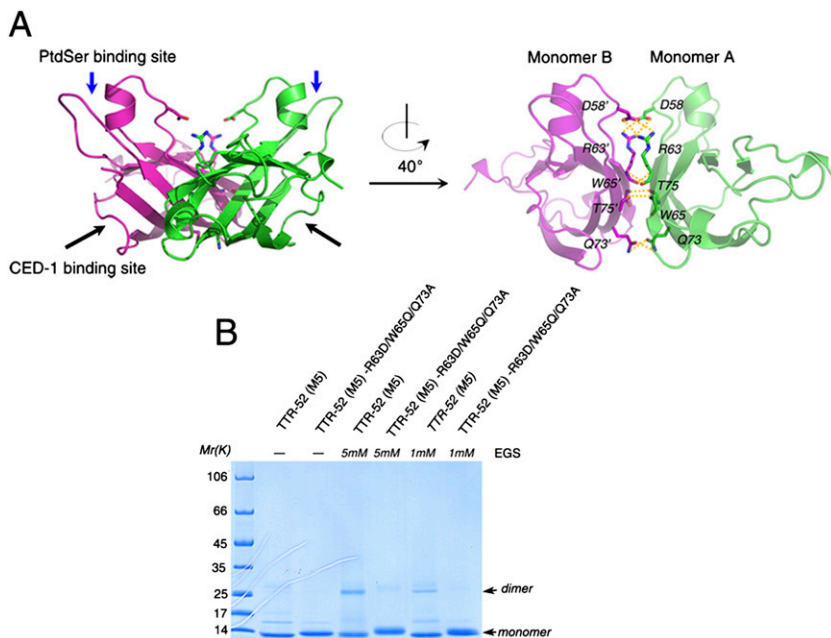 A
PtdSer binding site
CED-1 binding site
40°
Monomer B Monomer A
D58' D58
R63' R63
W65' T75
T75' W65
Q73' Q73
B
TTR-52 (M5)
TTR-52 (M5) -R63D/W65Q/Q73A
TTR-52 (M5)
TTR-52 (M5) -R63D/W65Q/Q73A
TTR-52 (M5)
TTR-52 (M5) -R63D/W65Q/Q73A
Mr(K) – – 5mM 5mM 1mM 1mM EGS
106
66
45
35
25 dimer
17
14 monomer